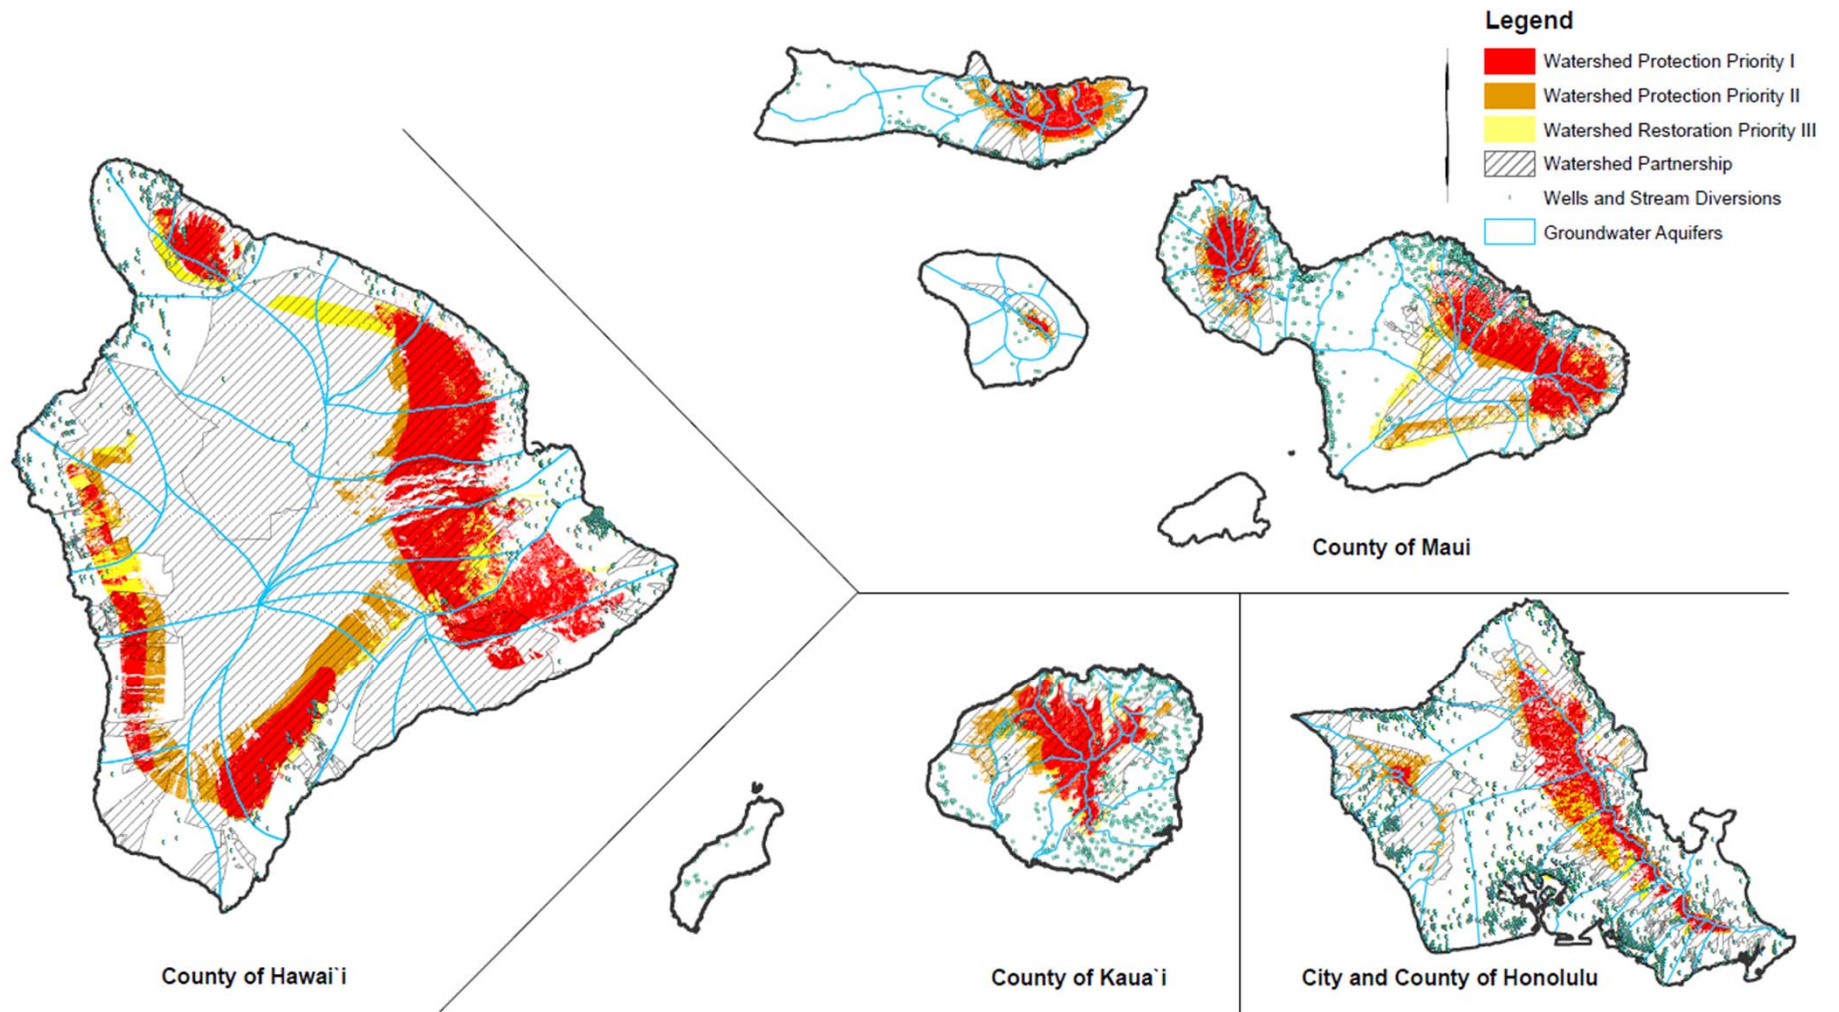 Legend
Watershed Protection Priority I
Watershed Protection Priority II
Watershed Restoration Priority III
Watershed Partnership
Wells and Stream Diversions
Groundwater Aquifers
County of Maui
County of Hawai`i
County of Kaua`i
City and County of Honolulu